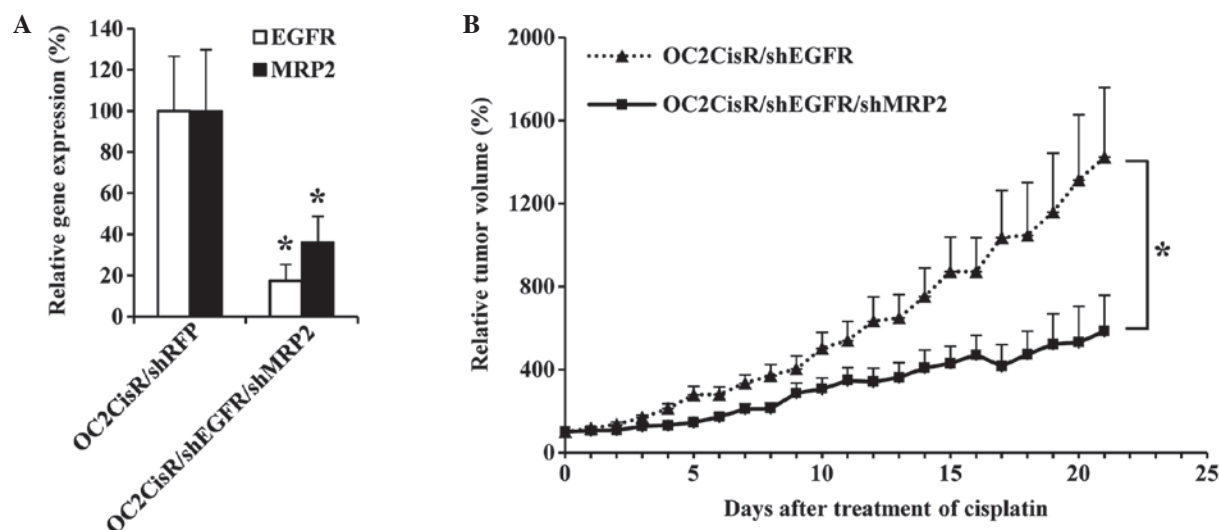 A
Relative gene expression (%)
140
120
100
80
60
40
20
0
EGFR
MRP2
*
*
OC2CisR/shRFP
OC2CisR/shEGFR/shMRP2
B
Relative tumor volume (%)
2000
1600
1200
800
400
0
OC2CisR/shEGFR
OC2CisR/shEGFR/shMRP2
*
0 5 10 15 20 25
Days after treatment of cisplatin